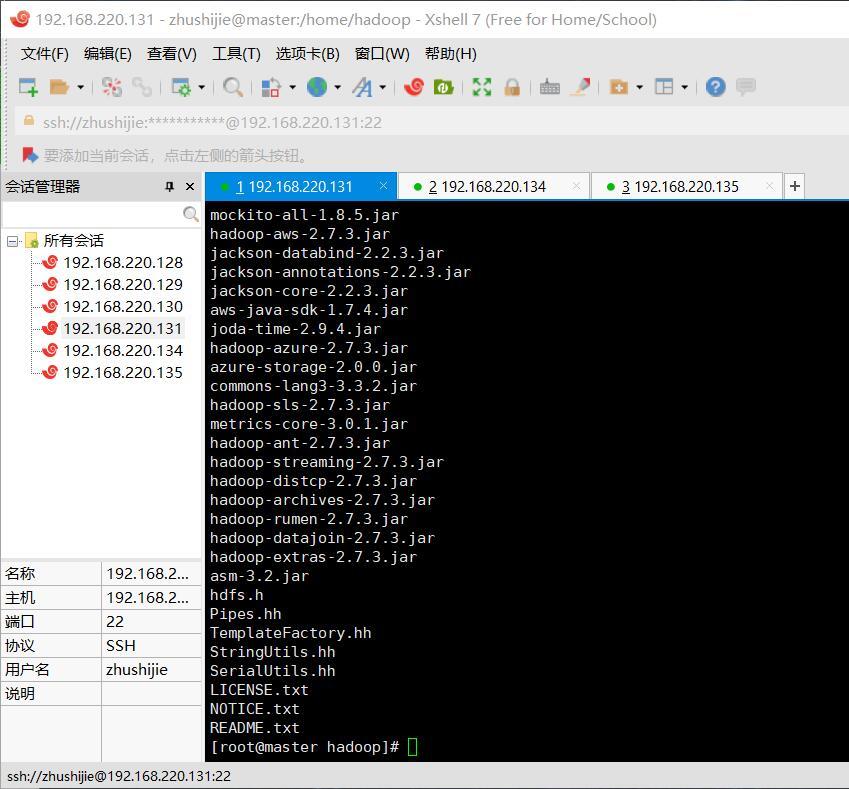 192.168.220.131 - zhushijie@master:/home/hadoop - Xshell 7 (Free for Home/School)
文件(F) 编辑(E) 查看(V) 工具(T) 选项卡(B) 窗口(W) 帮助(H)
ssh://zhushijie:***********@192.168.220.131:22
要添加当前会话，点击左侧的箭头按钮。
会话管理器
1 192.168.220.131
2 192.168.220.134
3 192.168.220.135
所有会话
192.168.220.128
192.168.220.129
192.168.220.130
192.168.220.131
192.168.220.134
192.168.220.135
名称 192.168.2...
主机 192.168.2...
端口 22
协议 SSH
用户名 zhushijie
说明
mockito-all-1.8.5.jar
hadoop-aws-2.7.3.jar
jackson-databind-2.2.3.jar
jackson-annotations-2.2.3.jar
jackson-core-2.2.3.jar
aws-java-sdk-1.7.4.jar
joda-time-2.9.4.jar
hadoop-azure-2.7.3.jar
azure-storage-2.0.0.jar
commons-lang3-3.3.2.jar
hadoop-sls-2.7.3.jar
metrics-core-3.0.1.jar
hadoop-ant-2.7.3.jar
hadoop-streaming-2.7.3.jar
hadoop-distcp-2.7.3.jar
hadoop-archives-2.7.3.jar
hadoop-rumen-2.7.3.jar
hadoop-datajoin-2.7.3.jar
hadoop-extras-2.7.3.jar
asm-3.2.jar
hdfs.h
Pipes.hh
TemplateFactory.hh
StringUtils.hh
SerialUtils.hh
LICENSE.txt
NOTICE.txt
README.txt
[root@master hadoop]#
ssh://zhushijie@192.168.220.131:22